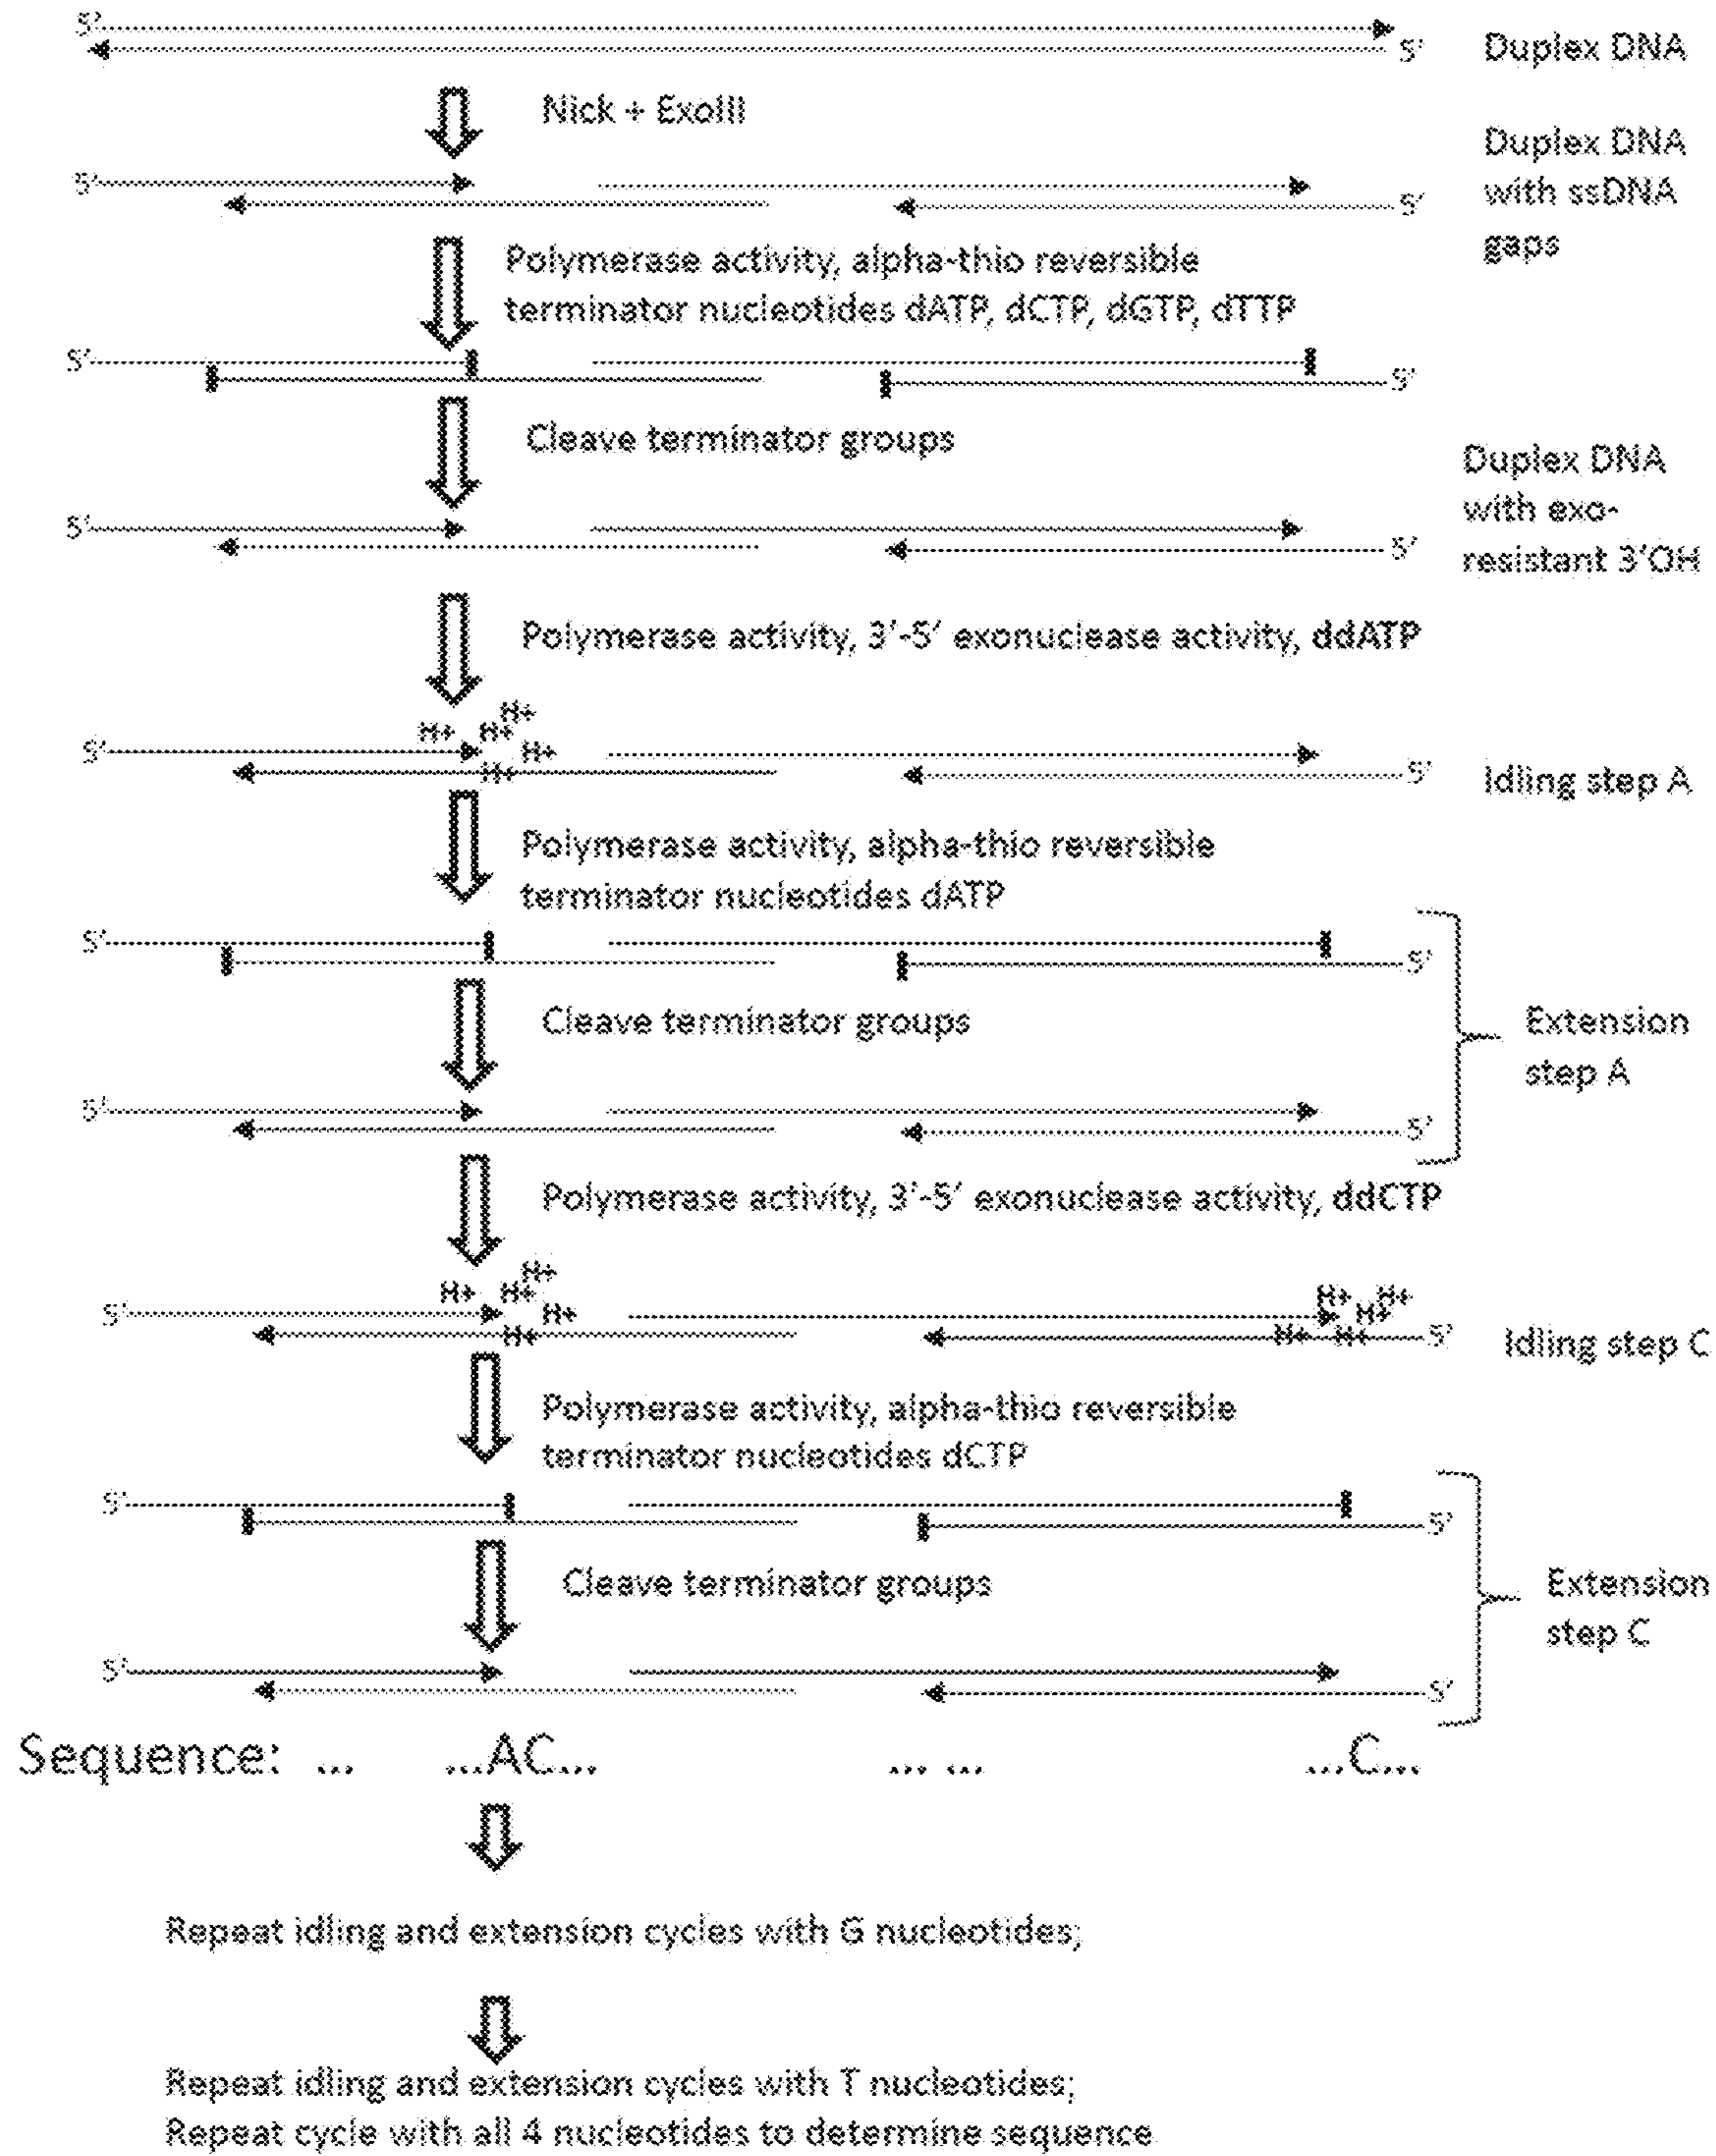 5' 5' Duplex DNA
Nick + ExoIII
Duplex DNA
with ssDNA
gaps
5' 5'
Polymerase activity, alpha-thio reversible
terminator nucleotides dATP, dCTP, dGTP, dTTP
5' 5'
Cleave terminator groups
Duplex DNA
with exo-
resistant 3'OH
5' 5'
Polymerase activity, 3'-5' exonuclease activity, ddATP
H+ H+ H+ H+ H+
5' 5' Idling step A
Polymerase activity, alpha-thio reversible
terminator nucleotides dATP
5' 5'
Cleave terminator groups
Extension
step A
5' 5'
Polymerase activity, 3'-5' exonuclease activity, ddCTP
H+ H+ H+ H+ H+ H+ H+ H+ H+ H+
5' 5' Idling step C
Polymerase activity, alpha-thio reversible
terminator nucleotides dCTP
5' 5'
Cleave terminator groups
Extension
step C
5' 5'
Sequence: ... ...AC... ... ... ...C...
Repeat idling and extension cycles with G nucleotides;
Repeat idling and extension cycles with T nucleotides;
Repeat cycle with all 4 nucleotides to determine sequence